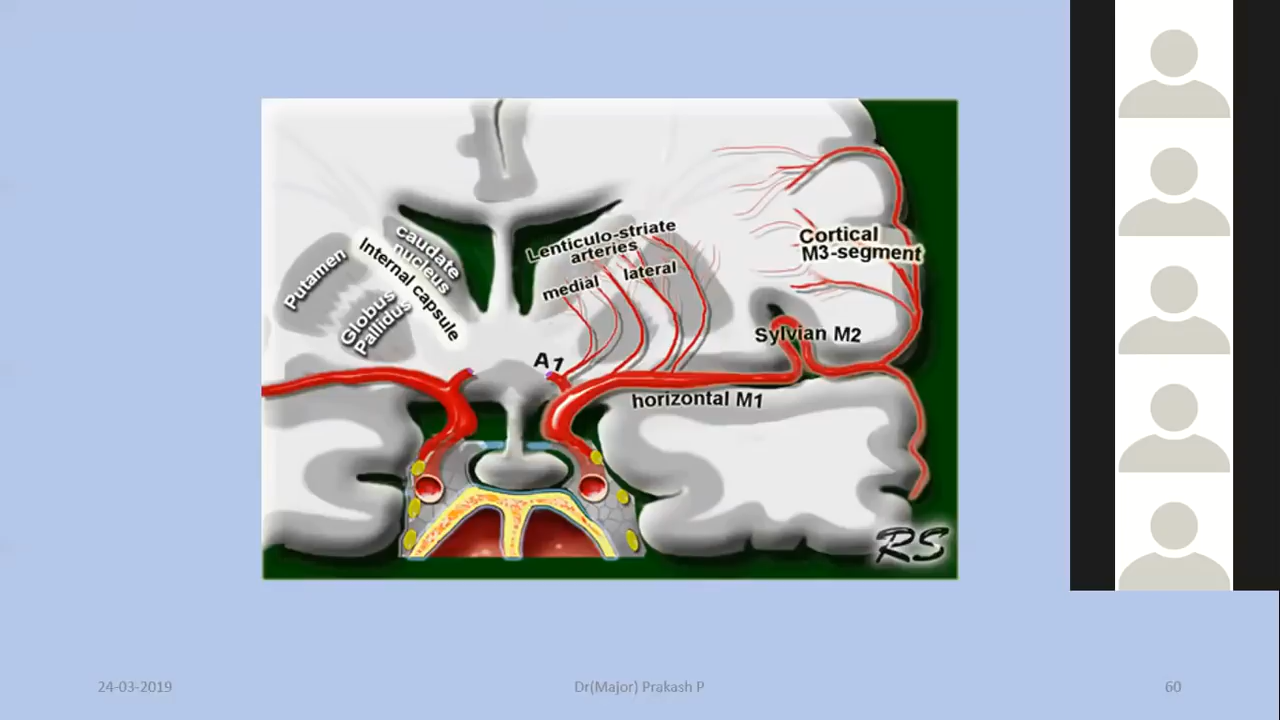 Putamen
Globus
Pallidus
Internal capsule
caudate
nucleus
Lenticulo-striate
arteries
medial
lateral
A1
horizontal M1
Sylvian M2
Cortical
M3-segment
RS
24-03-2019
Dr(Major) Prakash P
60